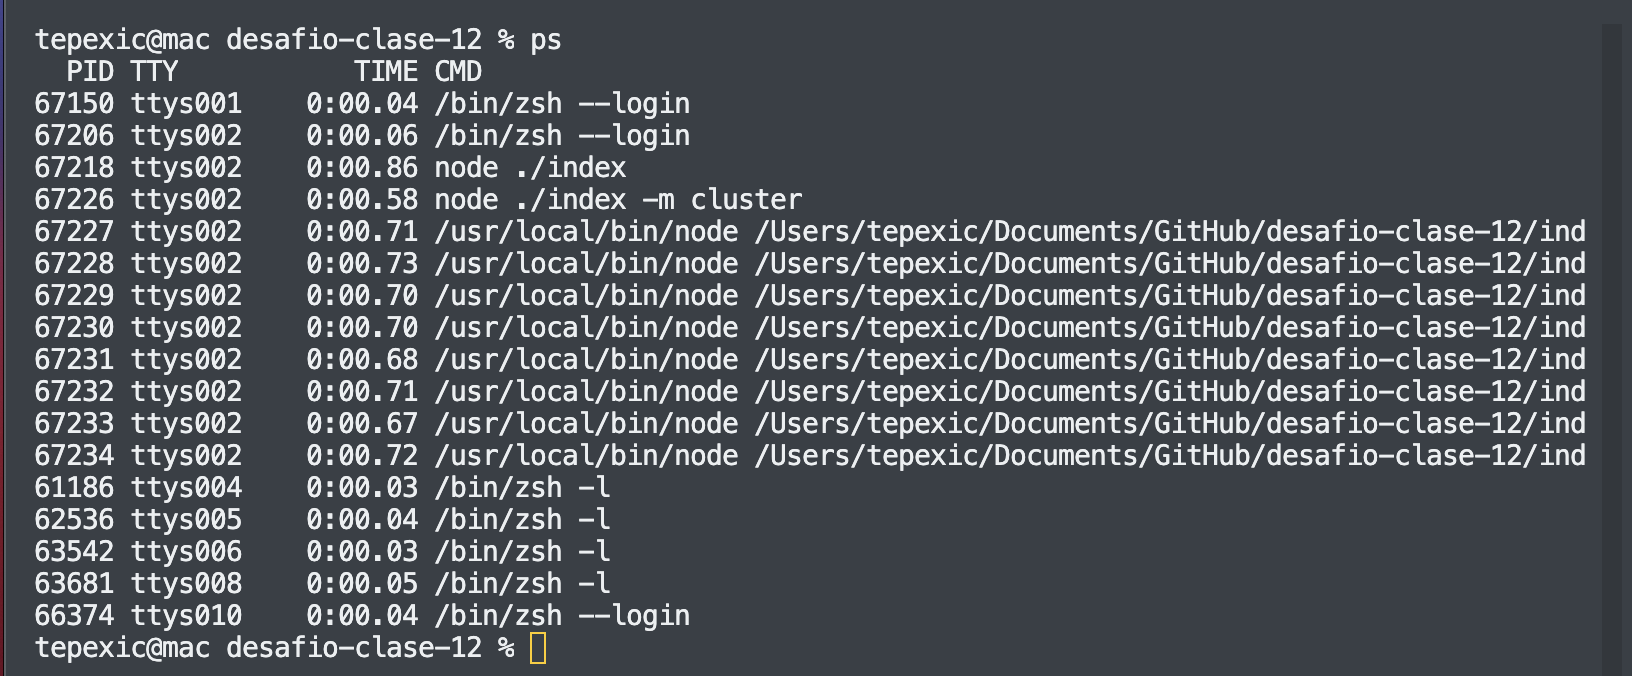 tepexic@mac desafio-clase-12 % ps
  PID TTY           TIME CMD
67150 ttys001    0:00.04 /bin/zsh --login
67206 ttys002    0:00.06 /bin/zsh --login
67218 ttys002    0:00.86 node ./index
67226 ttys002    0:00.58 node ./index -m cluster
67227 ttys002    0:00.71 /usr/local/bin/node /Users/tepexic/Documents/GitHub/desafio-clase-12/ind
67228 ttys002    0:00.73 /usr/local/bin/node /Users/tepexic/Documents/GitHub/desafio-clase-12/ind
67229 ttys002    0:00.70 /usr/local/bin/node /Users/tepexic/Documents/GitHub/desafio-clase-12/ind
67230 ttys002    0:00.70 /usr/local/bin/node /Users/tepexic/Documents/GitHub/desafio-clase-12/ind
67231 ttys002    0:00.68 /usr/local/bin/node /Users/tepexic/Documents/GitHub/desafio-clase-12/ind
67232 ttys002    0:00.71 /usr/local/bin/node /Users/tepexic/Documents/GitHub/desafio-clase-12/ind
67233 ttys002    0:00.67 /usr/local/bin/node /Users/tepexic/Documents/GitHub/desafio-clase-12/ind
67234 ttys002    0:00.72 /usr/local/bin/node /Users/tepexic/Documents/GitHub/desafio-clase-12/ind
61186 ttys004    0:00.03 /bin/zsh -l
62536 ttys005    0:00.04 /bin/zsh -l
63542 ttys006    0:00.03 /bin/zsh -l
63681 ttys008    0:00.05 /bin/zsh -l
66374 ttys010    0:00.04 /bin/zsh --login
tepexic@mac desafio-clase-12 %